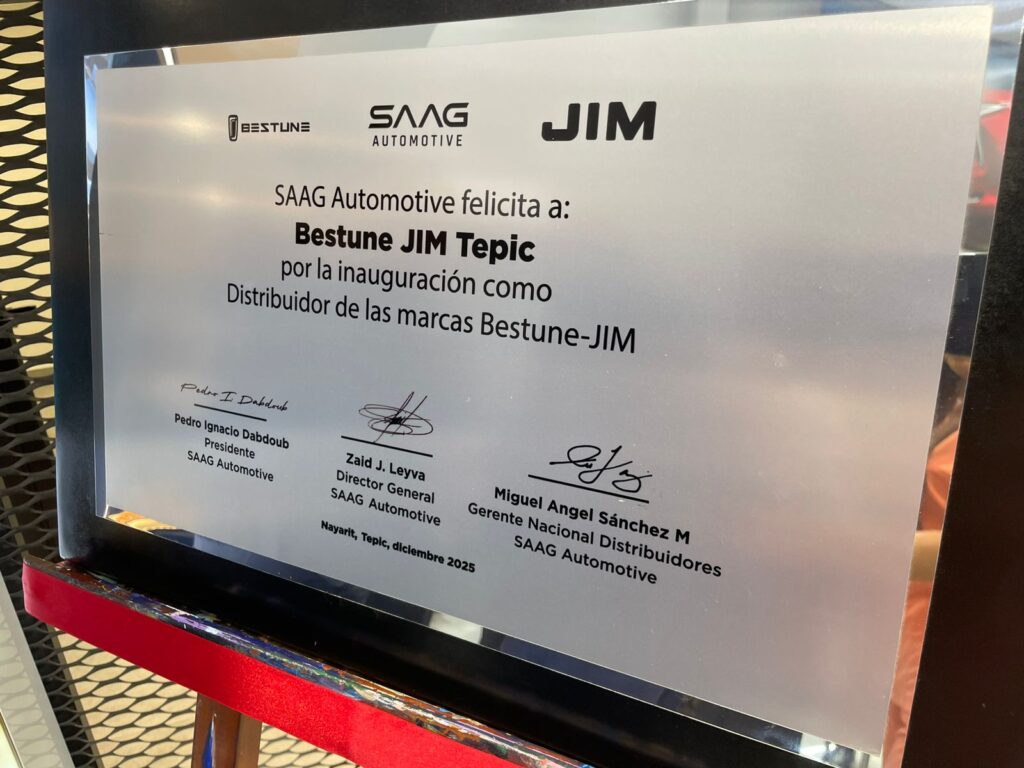 BESTUNE
SAAG
AUTOMOTIVE
JIM
SAAG Automotive felicita a:
Bestune JIM Tepic
por la inauguración como
Distribuidor de las marcas Bestune-JIM
Pedro I. Dabdoub
Pedro Ignacio Dabdoub
Presidente
SAAG Automotive
Zaid J. Leyva
Director General
SAAG Automotive
Miguel Angel Sánchez M
Gerente Nacional Distribuidores
SAAG Automotive
Nayarit, Tepic, diciembre 2025